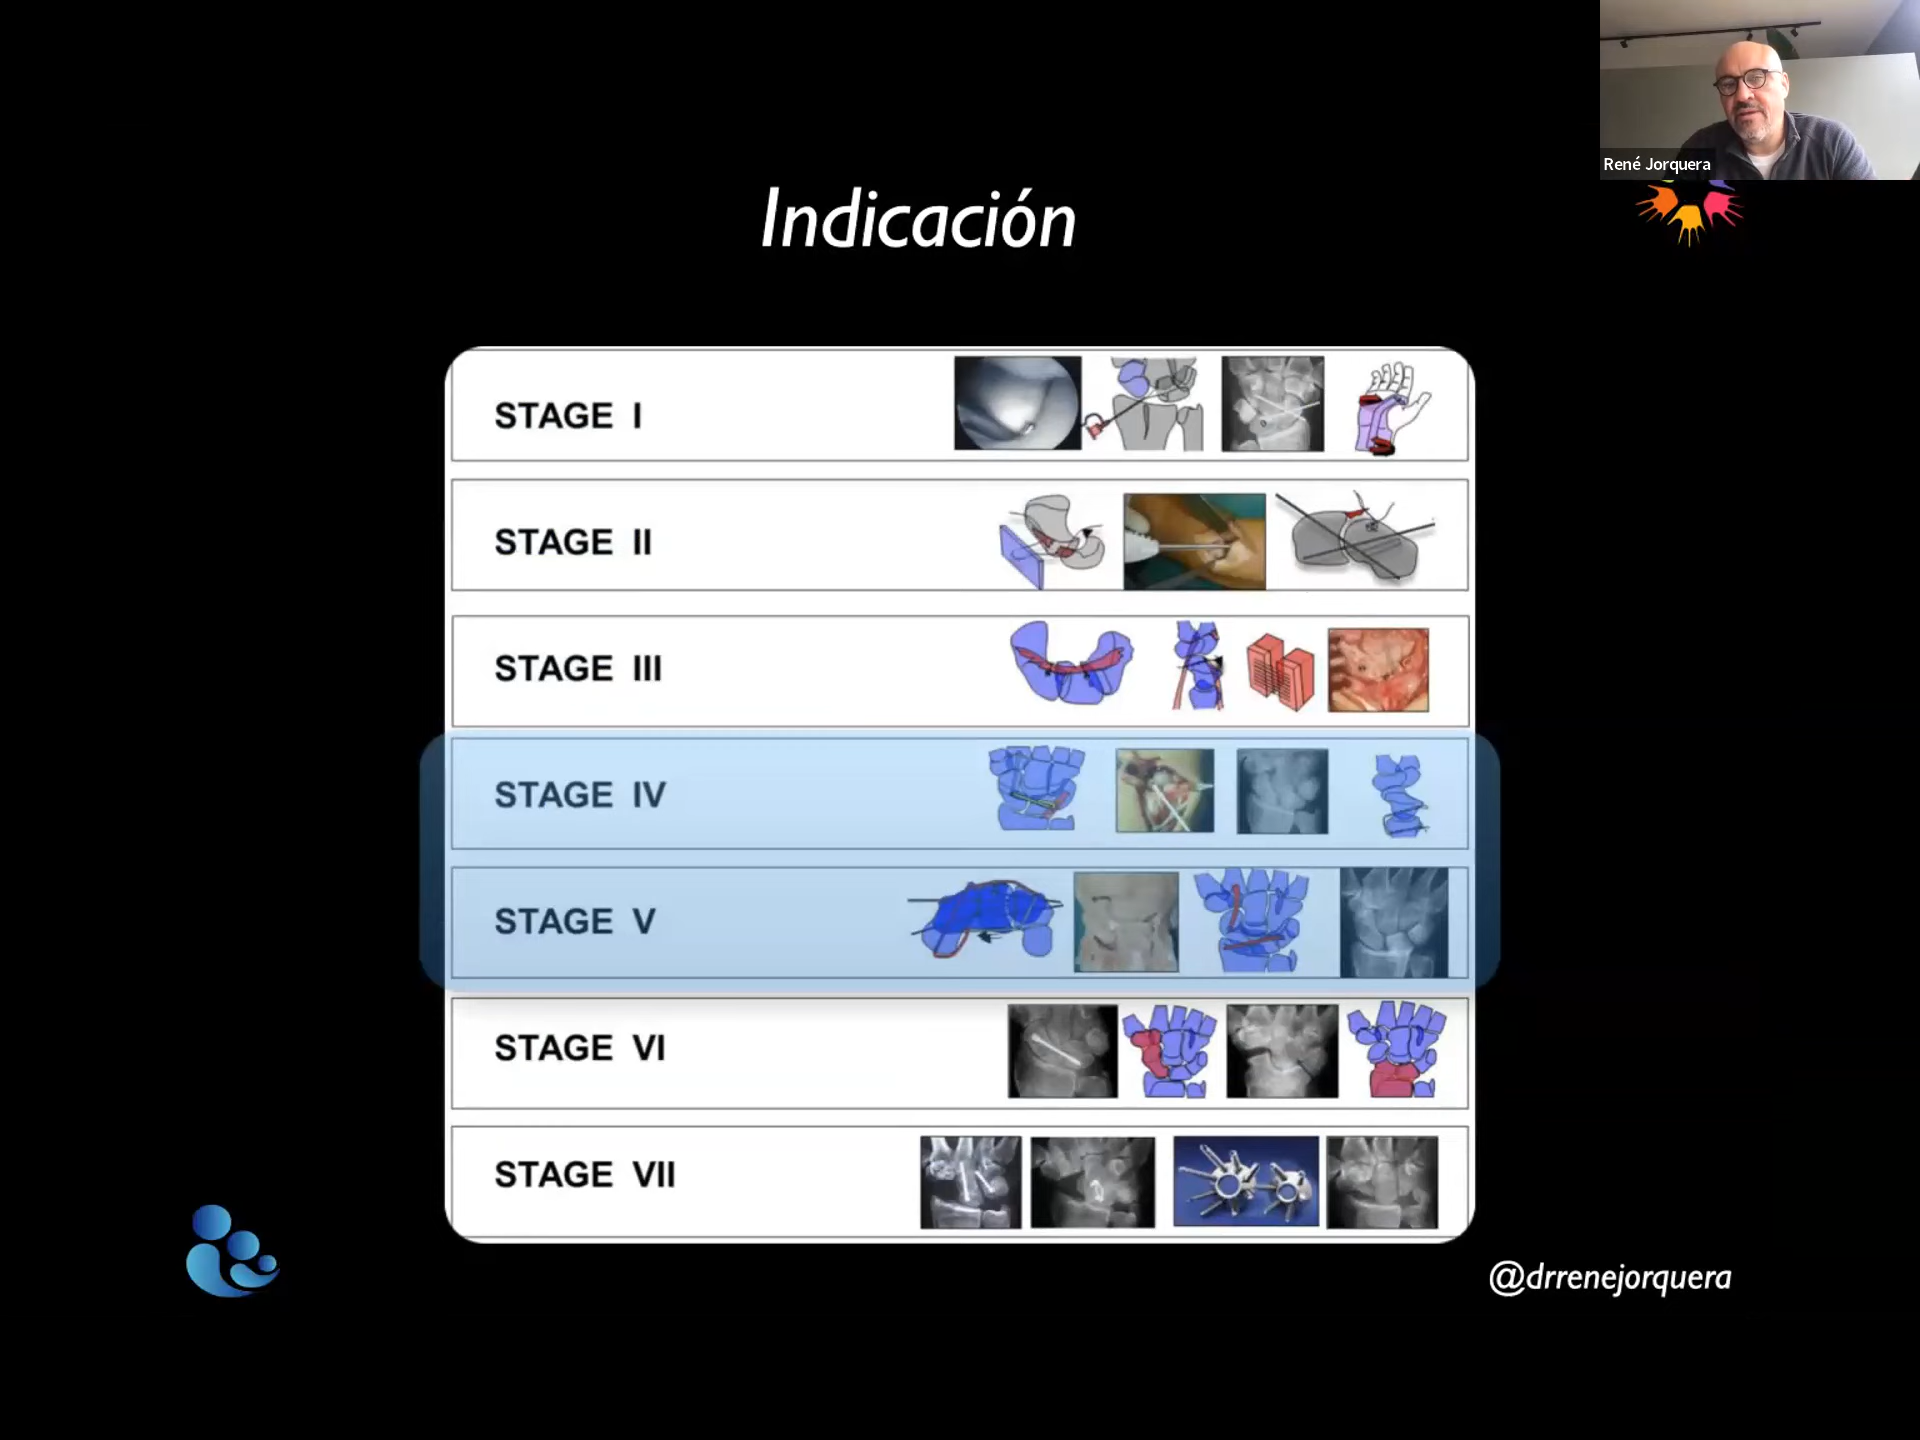 René Jorquera
Indicación
STAGE I
STAGE II
STAGE III
STAGE IV
STAGE V
STAGE VI
STAGE VII
@drrenejorquera